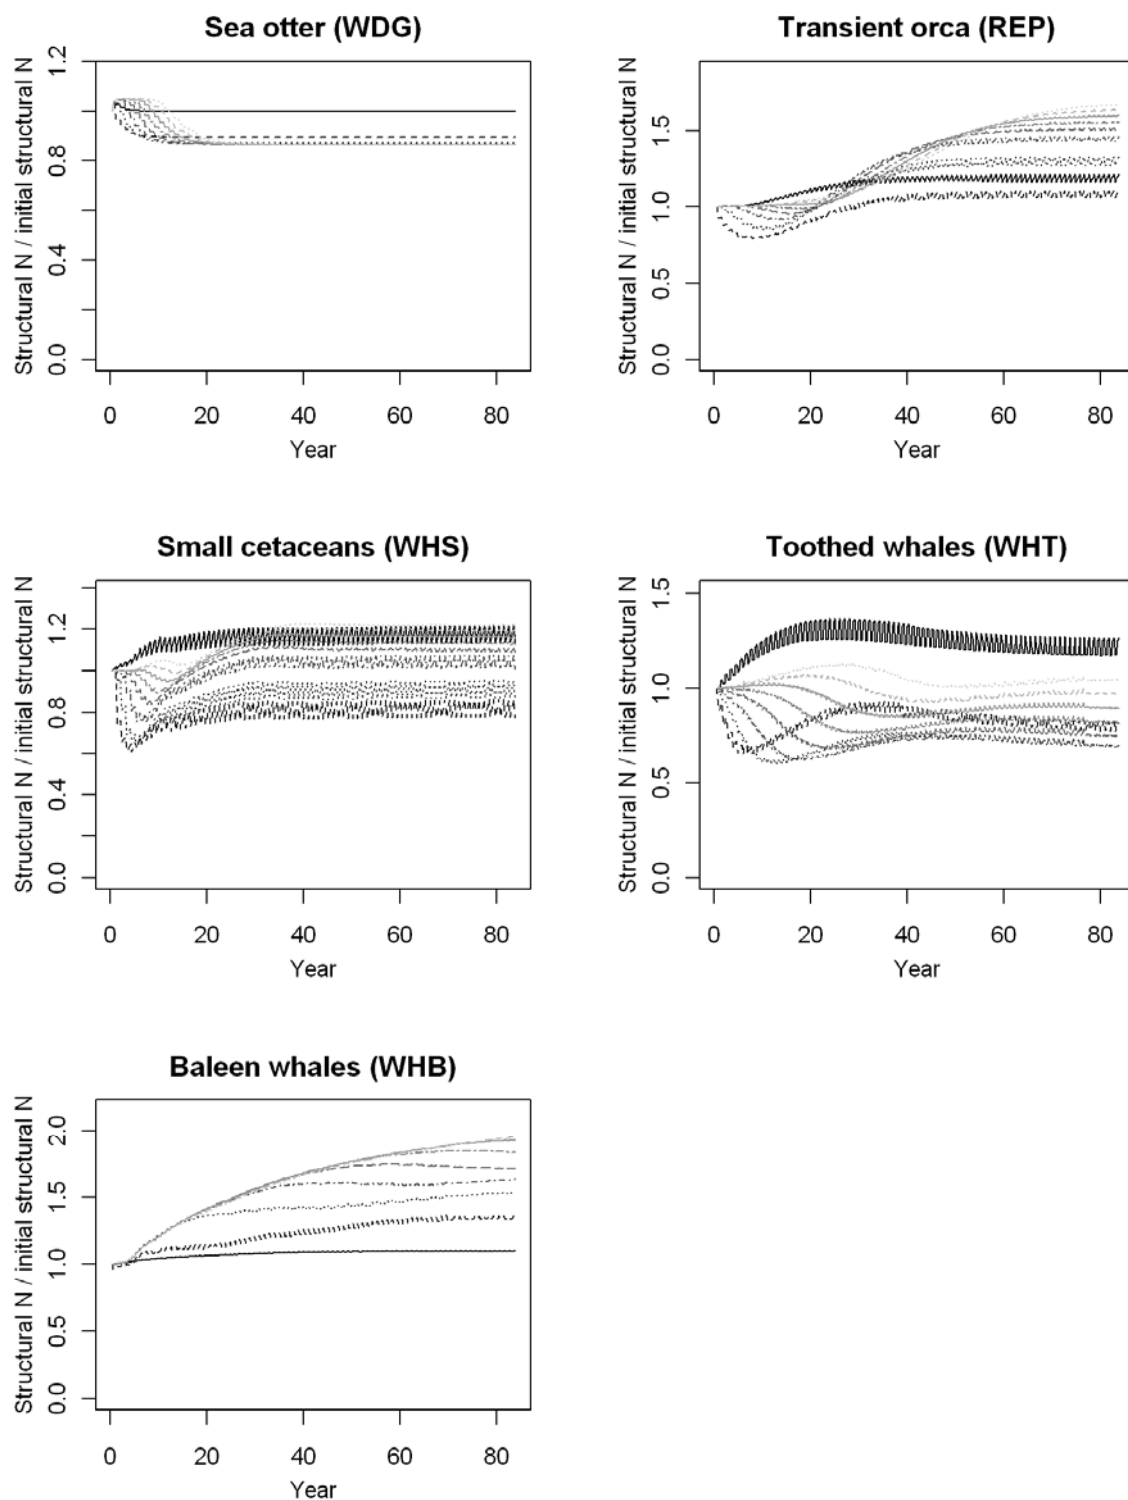 Sea otter (WDG)
Structural N / initial structural N
0.0 0.4 0.8 1.2
0 20 40 60 80
Year
Transient orca (REP)
Structural N / initial structural N
0.0 0.5 1.0 1.5
0 20 40 60 80
Year
Small cetaceans (WHS)
Structural N / initial structural N
0.0 0.4 0.8 1.2
0 20 40 60 80
Year
Toothed whales (WHT)
Structural N / initial structural N
0.0 0.5 1.0 1.5
0 20 40 60 80
Year
Baleen whales (WHB)
Structural N / initial structural N
0.0 0.5 1.0 1.5 2.0
0 20 40 60 80
Year